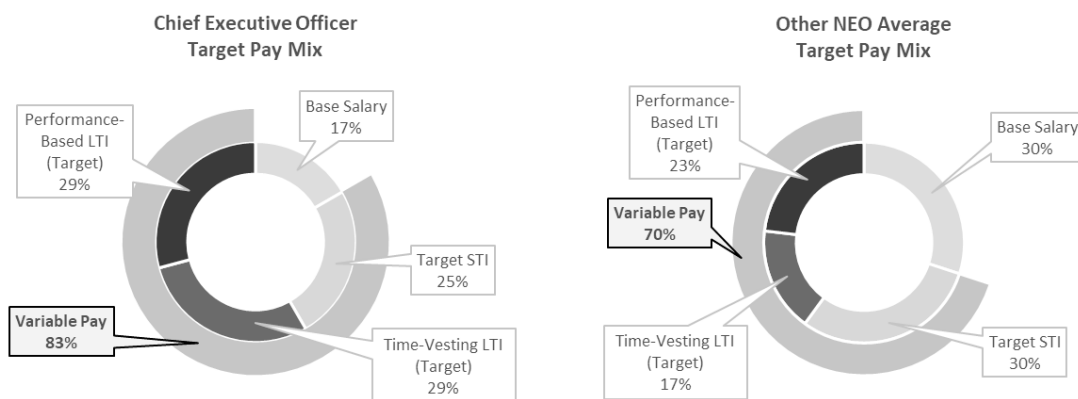 Chief Executive Officer
Target Pay Mix
Performance-
Based LTI
(Target)
29%
Base Salary
17%
Target STI
25%
Variable Pay
83%
Time-Vesting LTI
(Target)
29%
Other NEO Average
Target Pay Mix
Performance-
Based LTI
(Target)
23%
Base Salary
30%
Variable Pay
70%
Time-Vesting LTI
(Target)
17%
Target STI
30%